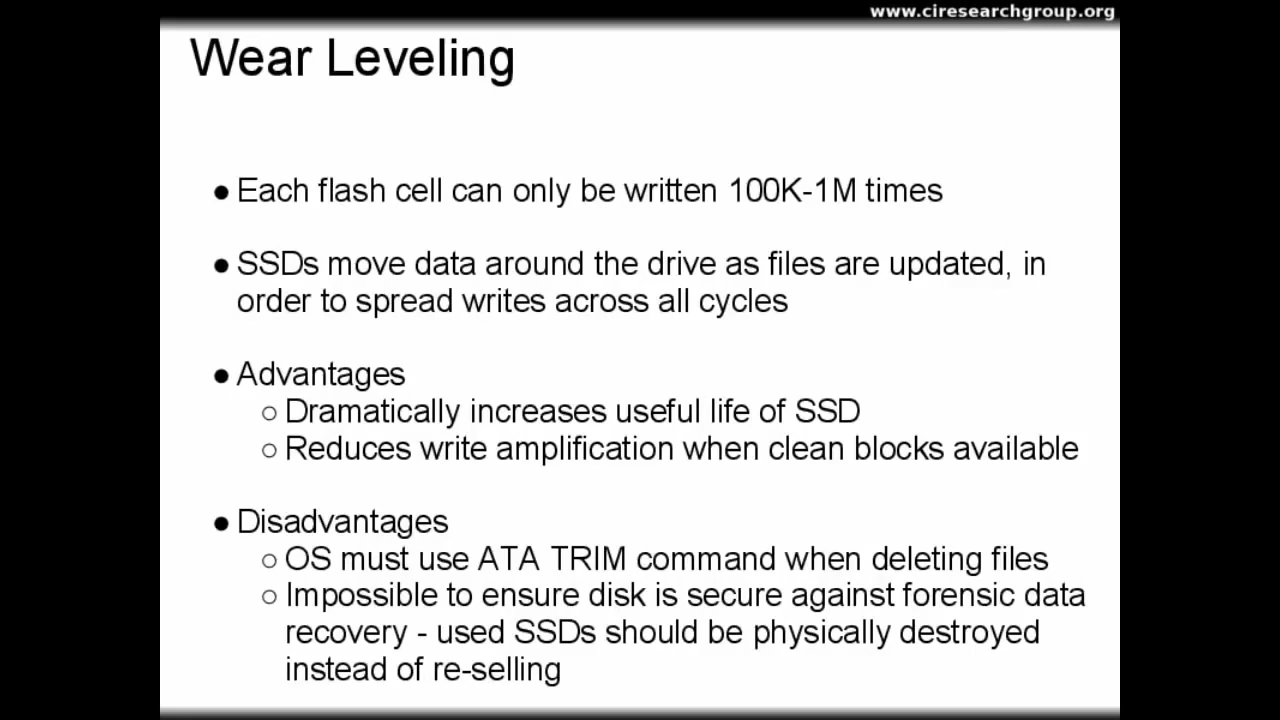 www.ciresearchgroup.org
Wear Leveling
● Each flash cell can only be written 100K-1M times
● SSDs move data around the drive as files are updated, in
order to spread writes across all cycles
● Advantages
○ Dramatically increases useful life of SSD
○ Reduces write amplification when clean blocks available
● Disadvantages
○ OS must use ATA TRIM command when deleting files
○ Impossible to ensure disk is secure against forensic data
recovery - used SSDs should be physically destroyed
instead of re-selling